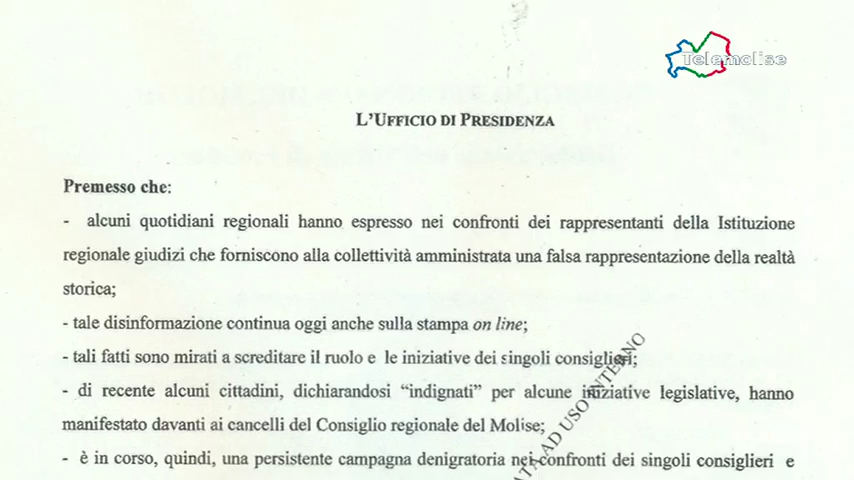 Telemolise
L'UFFICIO DI PRESIDENZA
Premesso che:
- alcuni quotidiani regionali hanno espresso nei confronti dei rappresentanti della Istituzione
regionale giudizi che forniscono alla collettività amministrata una falsa rappresentazione della realtà
storica;
- tale disinformazione continua oggi anche sulla stampa on line;
- tali fatti sono mirati a screditare il ruolo e le iniziative dei singoli consiglieri;
- di recente alcuni cittadini, dichiarandosi “indignati” per alcune iniziative legislative, hanno
manifestato davanti ai cancelli del Consiglio regionale del Molise;
- è in corso, quindi, una persistente campagna denigratoria nei confronti dei singoli consiglieri e
AD USO INTERNO